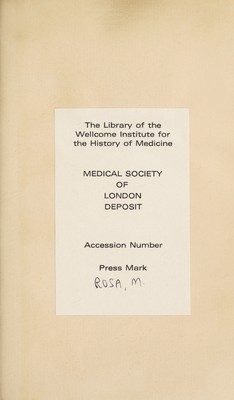 The Library of the
Wellcome Institute for
the History of Medicine
MEDICAL SOCIETY
OF
LONDON
DEPOSIT
Accession Number
Press Mark
ROSA, M.